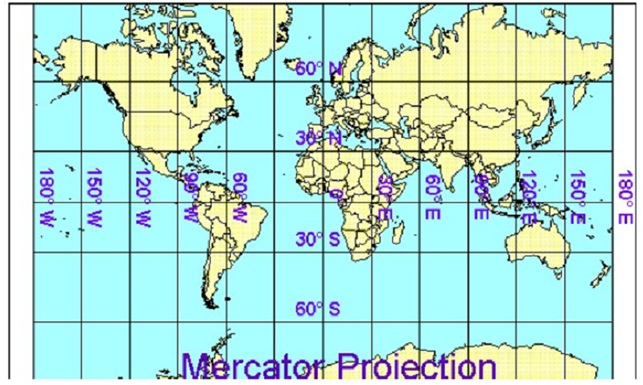 60° N
30° N
180° W
150° W
120° W
90° W
60° W
0°
30° E
60° E
90° E
120° E
150° E
180° E
30° S
60° S
Mercator Projection